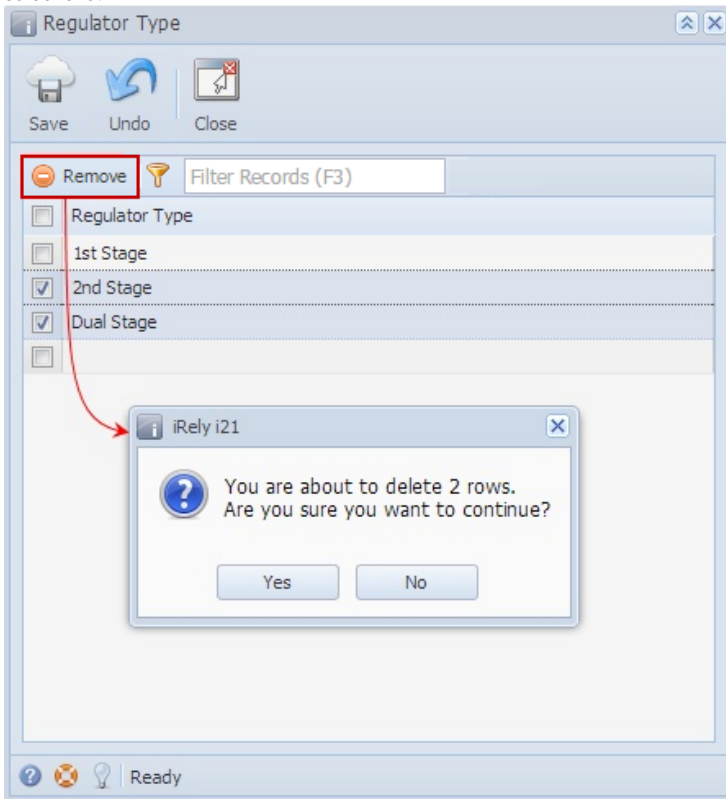 Regulator Type
Save Undo Close
Remove Filter Records (F3)
Regulator Type
1st Stage
2nd Stage
Dual Stage
iRely i21
You are about to delete 2 rows.
Are you sure you want to continue?
Yes No
Ready